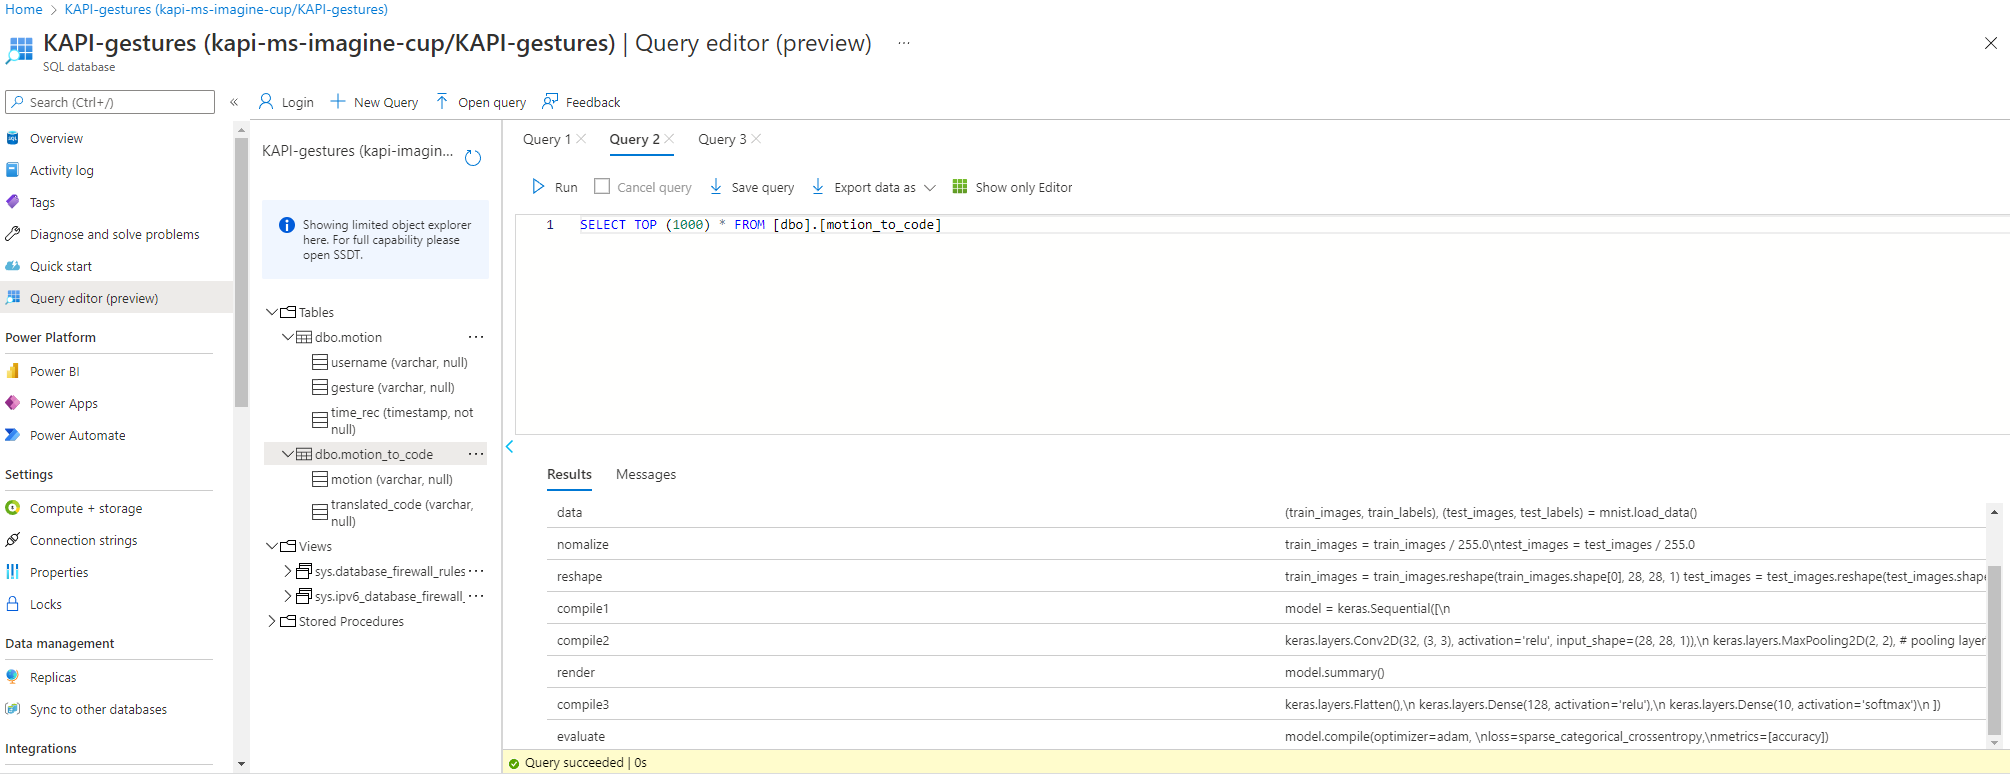 Home > KAPI-gestures (kapi-ms-imagine-cup/KAPI-gestures)
KAPI-gestures (kapi-ms-imagine-cup/KAPI-gestures) | Query editor (preview) ...
SQL database
Search (Ctrl+/)
«
Overview
Activity log
Tags
Diagnose and solve problems
Quick start
Query editor (preview)
Power Platform
Power BI
Power Apps
Power Automate
Settings
Compute + storage
Connection strings
Properties
Locks
Data management
Replicas
Sync to other databases
Integrations
Login New Query Open query Feedback
KAPI-gestures (kapi-imagin...
Showing limited object explorer
here. For full capability please
open SSDT.
Tables
dbo.motion ...
username (varchar, null)
gesture (varchar, null)
time_rec (timestamp, not
null)
dbo.motion_to_code ...
motion (varchar, null)
translated_code (varchar,
null)
Views
sys.database_firewall_rules ...
sys.ipv6_database_firewall_ ...
Stored Procedures
Query 1 Query 2 Query 3
Run Cancel query Save query Export data as Show only Editor
1 SELECT TOP (1000) * FROM [dbo].[motion_to_code]
Results Messages
data (train_images, train_labels), (test_images, test_labels) = mnist.load_data()
nomalize train_images = train_images / 255.0\ntest_images = test_images / 255.0
reshape train_images = train_images.reshape(train_images.shape[0], 28, 28, 1) test_images = test_images.reshape(test_images.shape
compile1 model = keras.Sequential([\n
compile2 keras.layers.Conv2D(32, (3, 3), activation='relu', input_shape=(28, 28, 1)),\n keras.layers.MaxPooling2D(2, 2), # pooling layer
render model.summary()
compile3 keras.layers.Flatten(),\n keras.layers.Dense(128, activation='relu'),\n keras.layers.Dense(10, activation='softmax')\n ])
evaluate model.compile(optimizer=adam, \nloss=sparse_categorical_crossentropy,\nmetrics=[accuracy])
Query succeeded | 0s